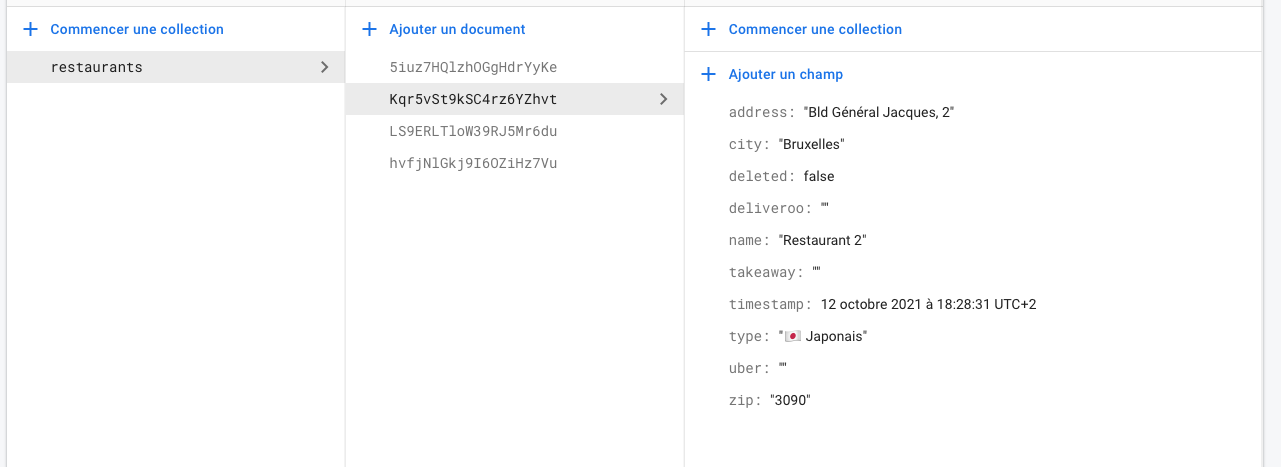 Commencer une collection
restaurants
Ajouter un document
5iuz7HQlzhOGgHdrYyKe
Kqr5vSt9kSC4rz6YZhvt
LS9ERLTloW39RJ5Mr6du
hvfjNlGkj9I6OZiHz7Vu
Commencer une collection
Ajouter un champ
address: "Bld Général Jacques, 2"
city: "Bruxelles"
deleted: false
deliveroo: ""
name: "Restaurant 2"
takeaway: ""
timestamp: 12 octobre 2021 à 18:28:31 UTC+2
type: "🇯🇵 Japonais"
uber: ""
zip: "3090"